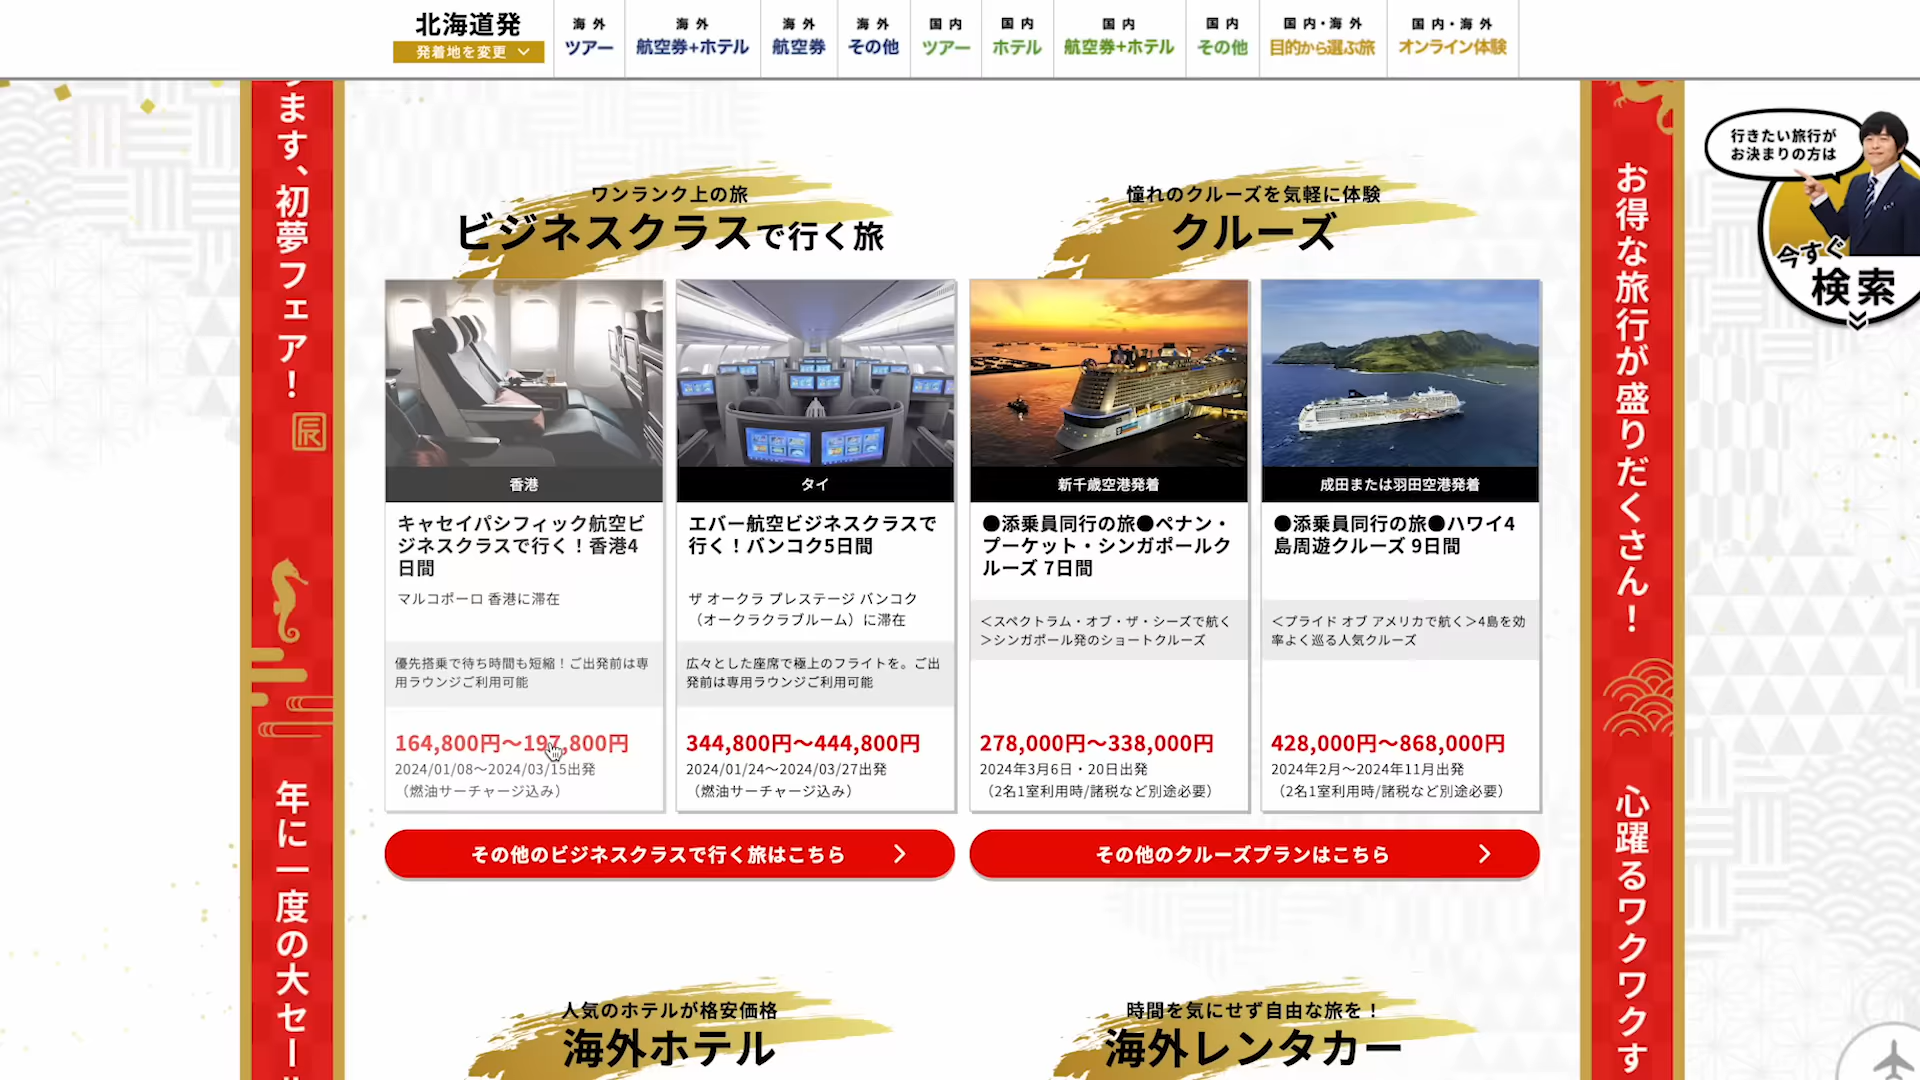 北海道発
発着地を変更
海外
ツアー
海外
航空券+ホテル
海外
航空券
海外
その他
国内
ツアー
国内
ホテル
国内
航空券+ホテル
国内
その他
国内・海外
目的から選ぶ旅
国内・海外
オンライン体験
ます、初夢フェア！
辰
年に一度の大セー
お得な旅行が盛りだくさん！
心躍るワクワクす
行きたい旅行が
お決まりの方は
今すぐ
検索
ワンランク上の旅
ビジネスクラスで行く旅
香港
キャセイパシフィック航空ビ
ジネスクラスで行く！香港4
日間
マルコポーロ 香港に滞在
優先搭乗で待ち時間も短縮！ご出発前は専
用ラウンジご利用可能
164,800円～197,800円
2024/01/08～2024/03/15出発
（燃油サーチャージ込み）
タイ
エバー航空ビジネスクラスで
行く！バンコク5日間
ザ オークラ プレステージ バンコク
（オークラクラブルーム）に滞在
広々とした座席で極上のフライトを。ご出
発前は専用ラウンジご利用可能
344,800円～444,800円
2024/01/24～2024/03/27出発
（燃油サーチャージ込み）
その他のビジネスクラスで行く旅はこちら
憧れのクルーズを気軽に体験
クルーズ
新千歳空港発着
●添乗員同行の旅●ペナン・
プーケット・シンガポールク
ルーズ 7日間
＜スペクトラム・オブ・ザ・シーズで航く
＞シンガポール発のショートクルーズ
278,000円～338,000円
2024年3月6日・20日出発
（2名1室利用時/諸税など別途必要）
成田または羽田空港発着
●添乗員同行の旅●ハワイ4
島周遊クルーズ 9日間
＜プライド オブ アメリカで航く＞4島を効
率よく巡る人気クルーズ
428,000円～868,000円
2024年2月～2024年11月出発
（2名1室利用時/諸税など別途必要）
その他のクルーズプランはこちら
人気のホテルが格安価格
海外ホテル
時間を気にせず自由な旅を！
海外レンタカー